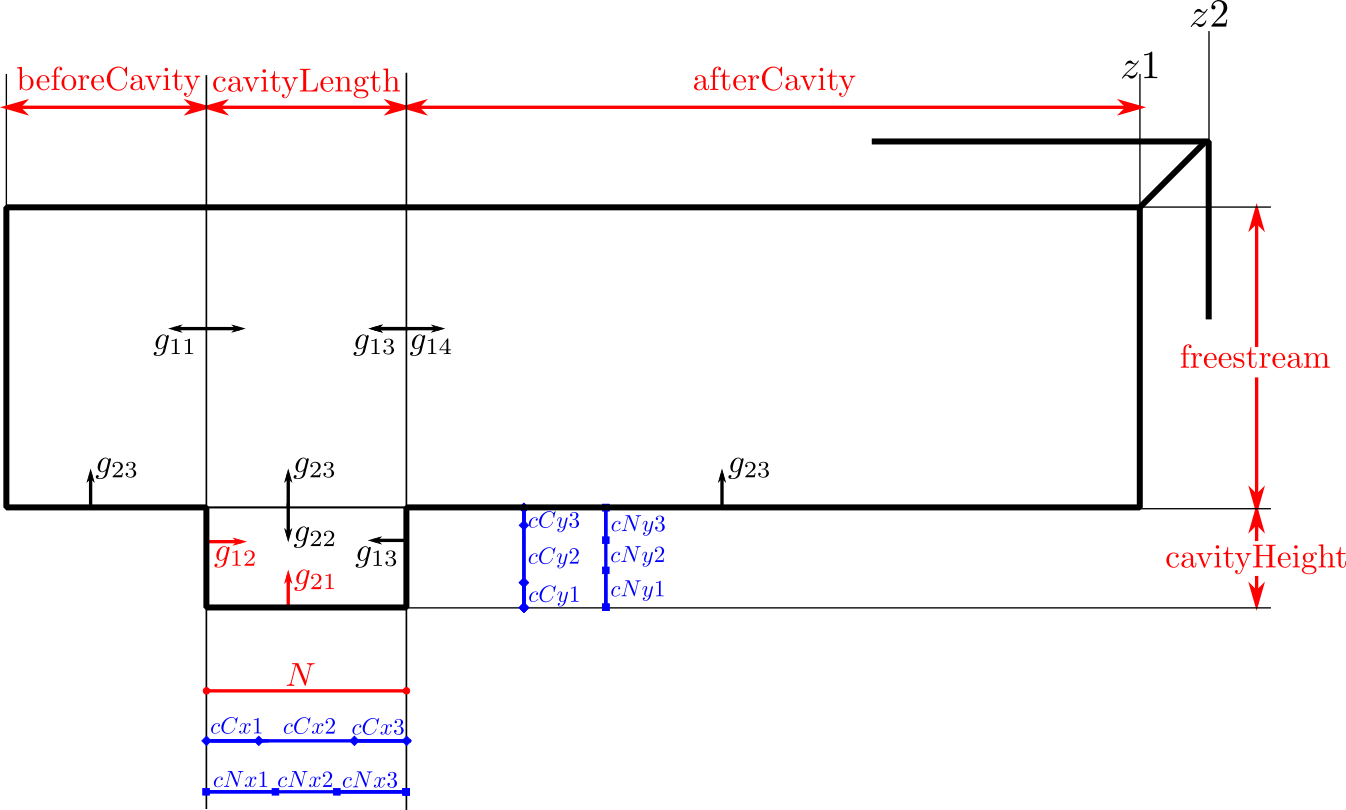 z2
z1
beforeCavity cavityLength afterCavity
g11 g13 g14
freestream
g23 g23 g23
cCy3 cNy3
g22
g12 g13 cCy2 cNy2 cavityHeight
g21
cCy1 cNy1
N
cCx1 cCx2 cCx3
cNx1 cNx2 cNx3